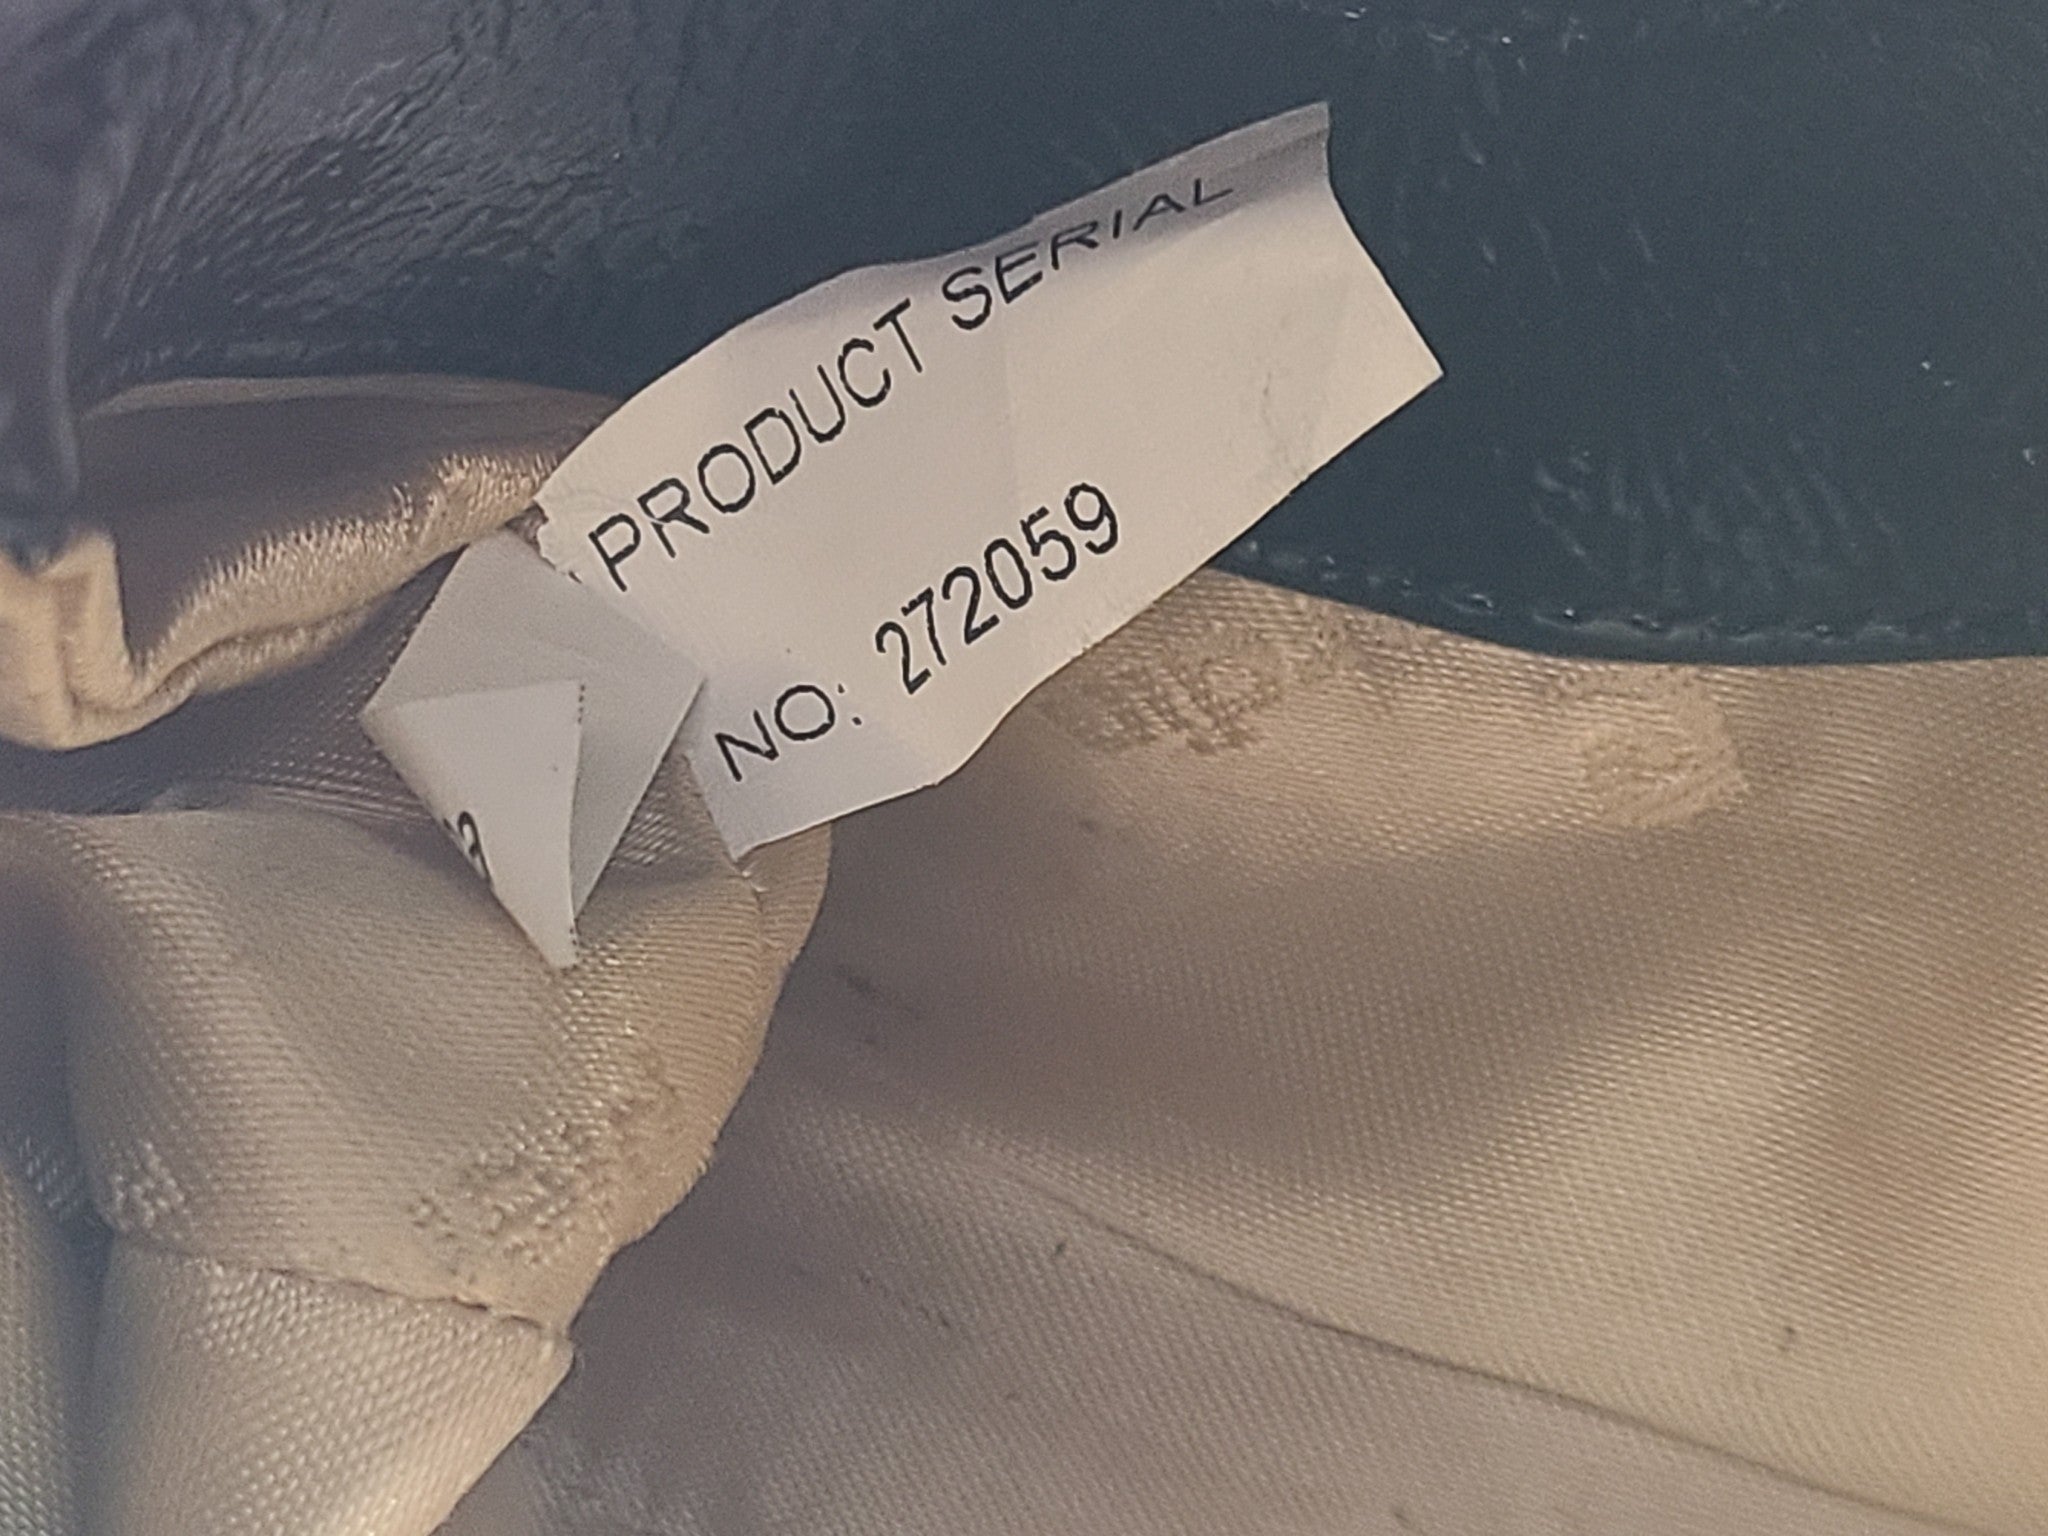 PRODUCT SERIAL
NO: 272059